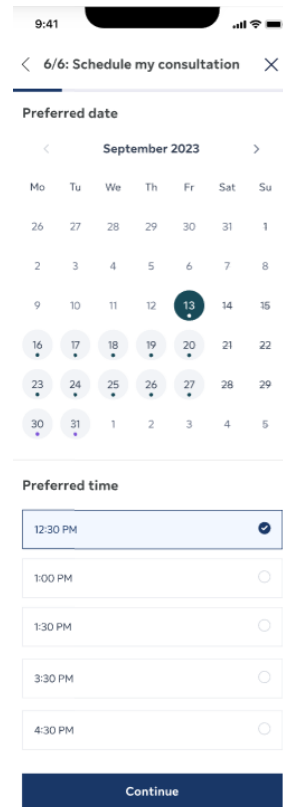 9:41
6/6: Schedule my consultation
Preferred date
September 2023
Mo Tu We Th Fr Sat Su
26 27 28 29 30 31 1
2 3 4 5 6 7 8
9 10 11 12 13 14 15
16 17 18 19 20 21 22
23 24 25 26 27 28 29
30 31 1 2 3 4 5
Preferred time
12:30 PM
1:00 PM
1:30 PM
3:30 PM
4:30 PM
Continue